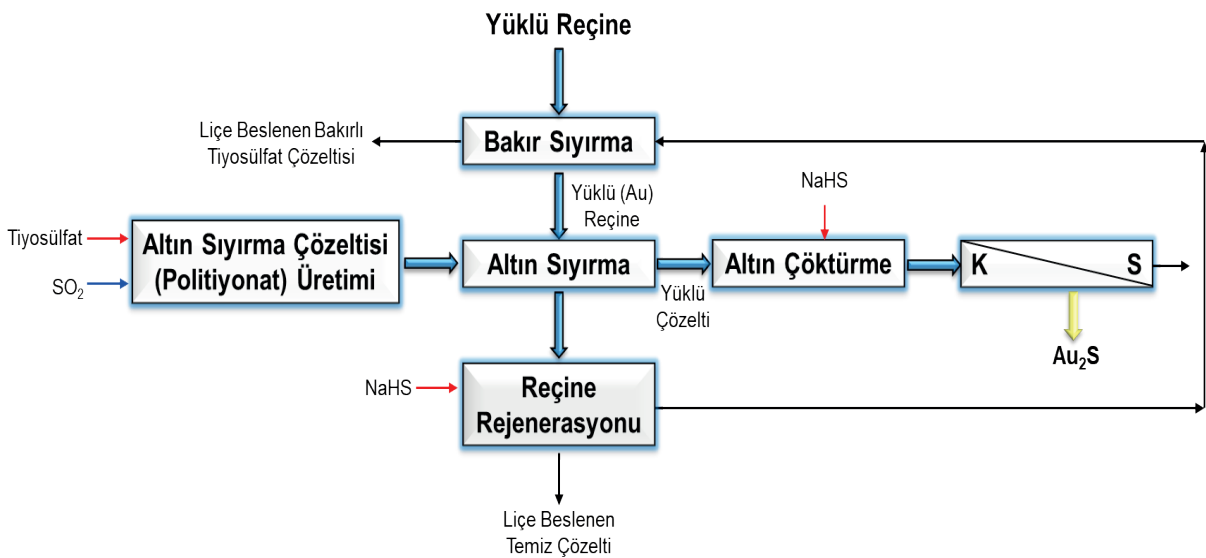 Yüklü Reçine
Liçe Beslenen Bakırlı
Tiyosülfat Çözeltisi
Bakır Sıyırma
Yüklü (Au)
Reçine
NaHS
Tiyosülfat
SO₂
Altın Sıyırma Çözeltisi
(Politiyonat) Üretimi
Altın Sıyırma
Yüklü
Çözelti
Altın Çöktürme
K S
Au₂S
NaHS
Reçine
Rejenerasyonu
Liçe Beslenen
Temiz Çözelti